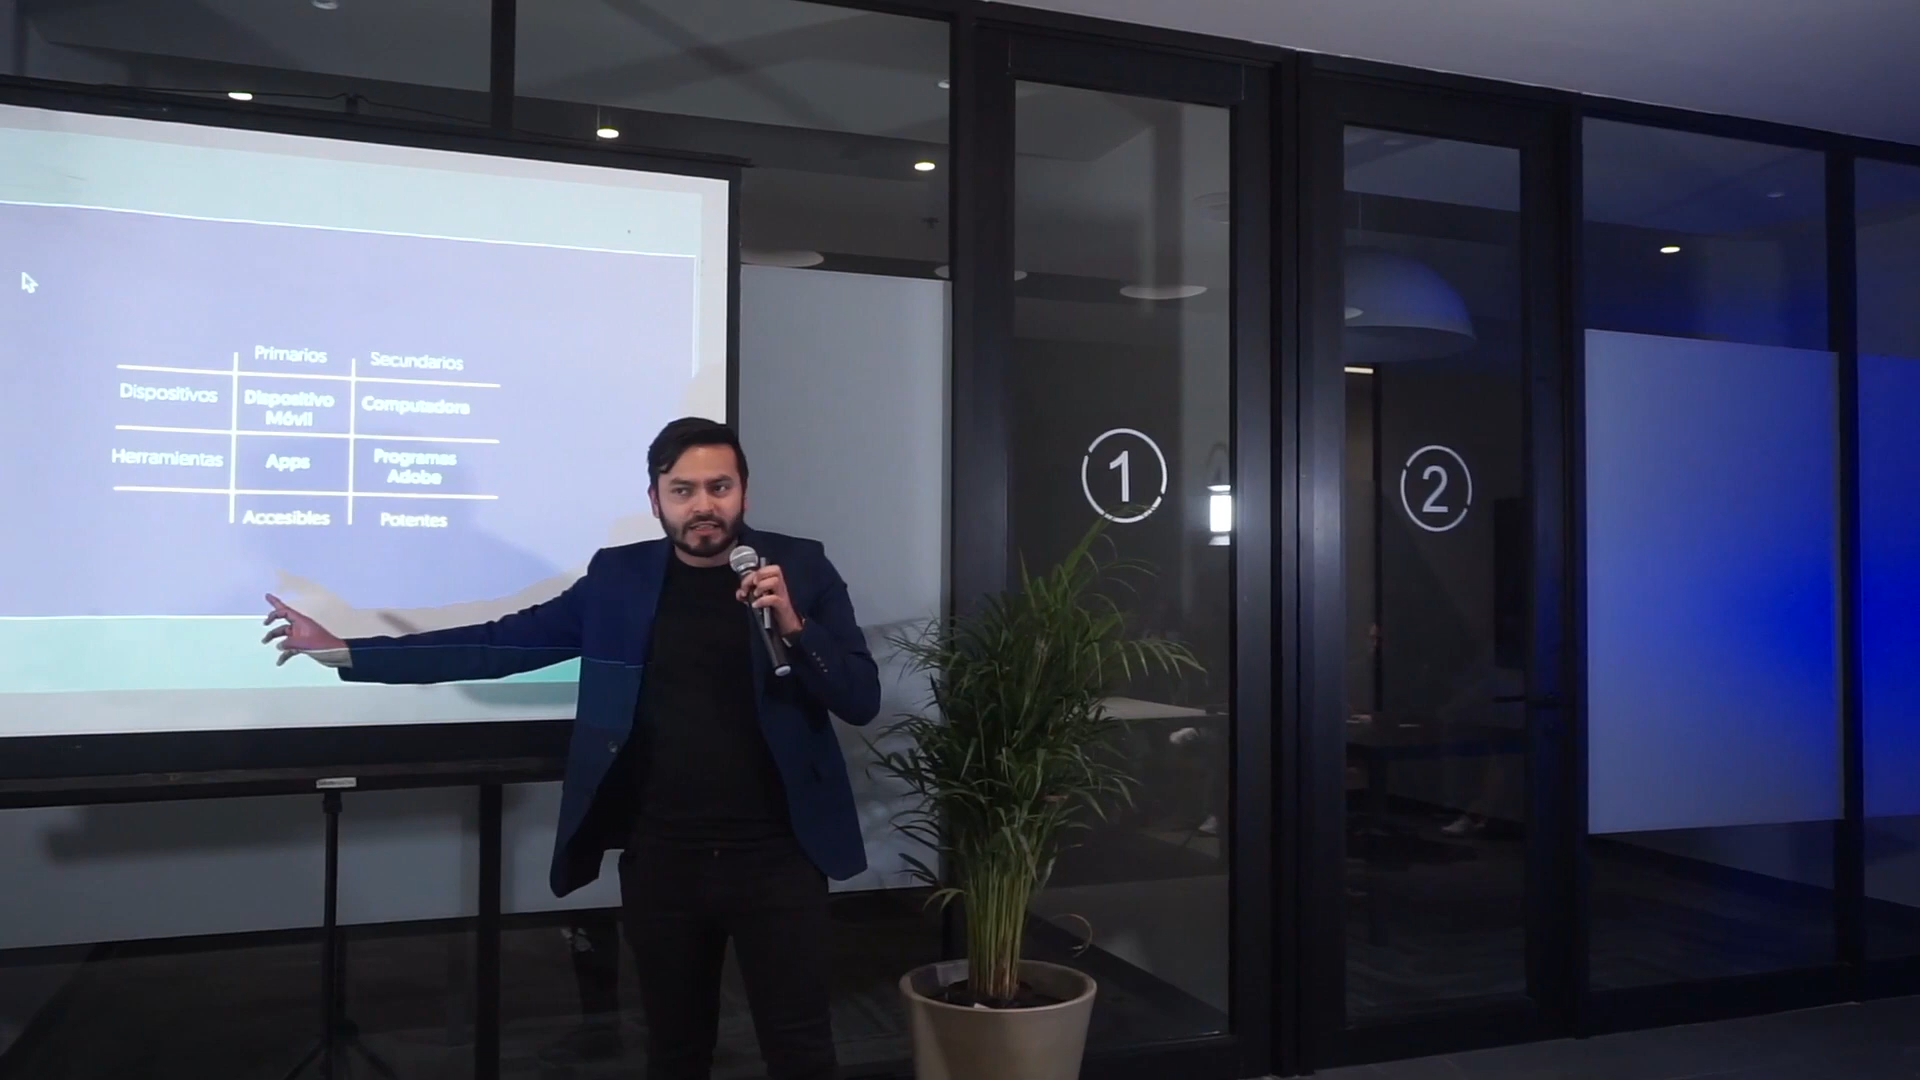 Primarios Secundarios
Dispositivos Dispositivo Móvil Computadora
Herramientas Apps Programas Adobe
Accesibles Potentes
1
2